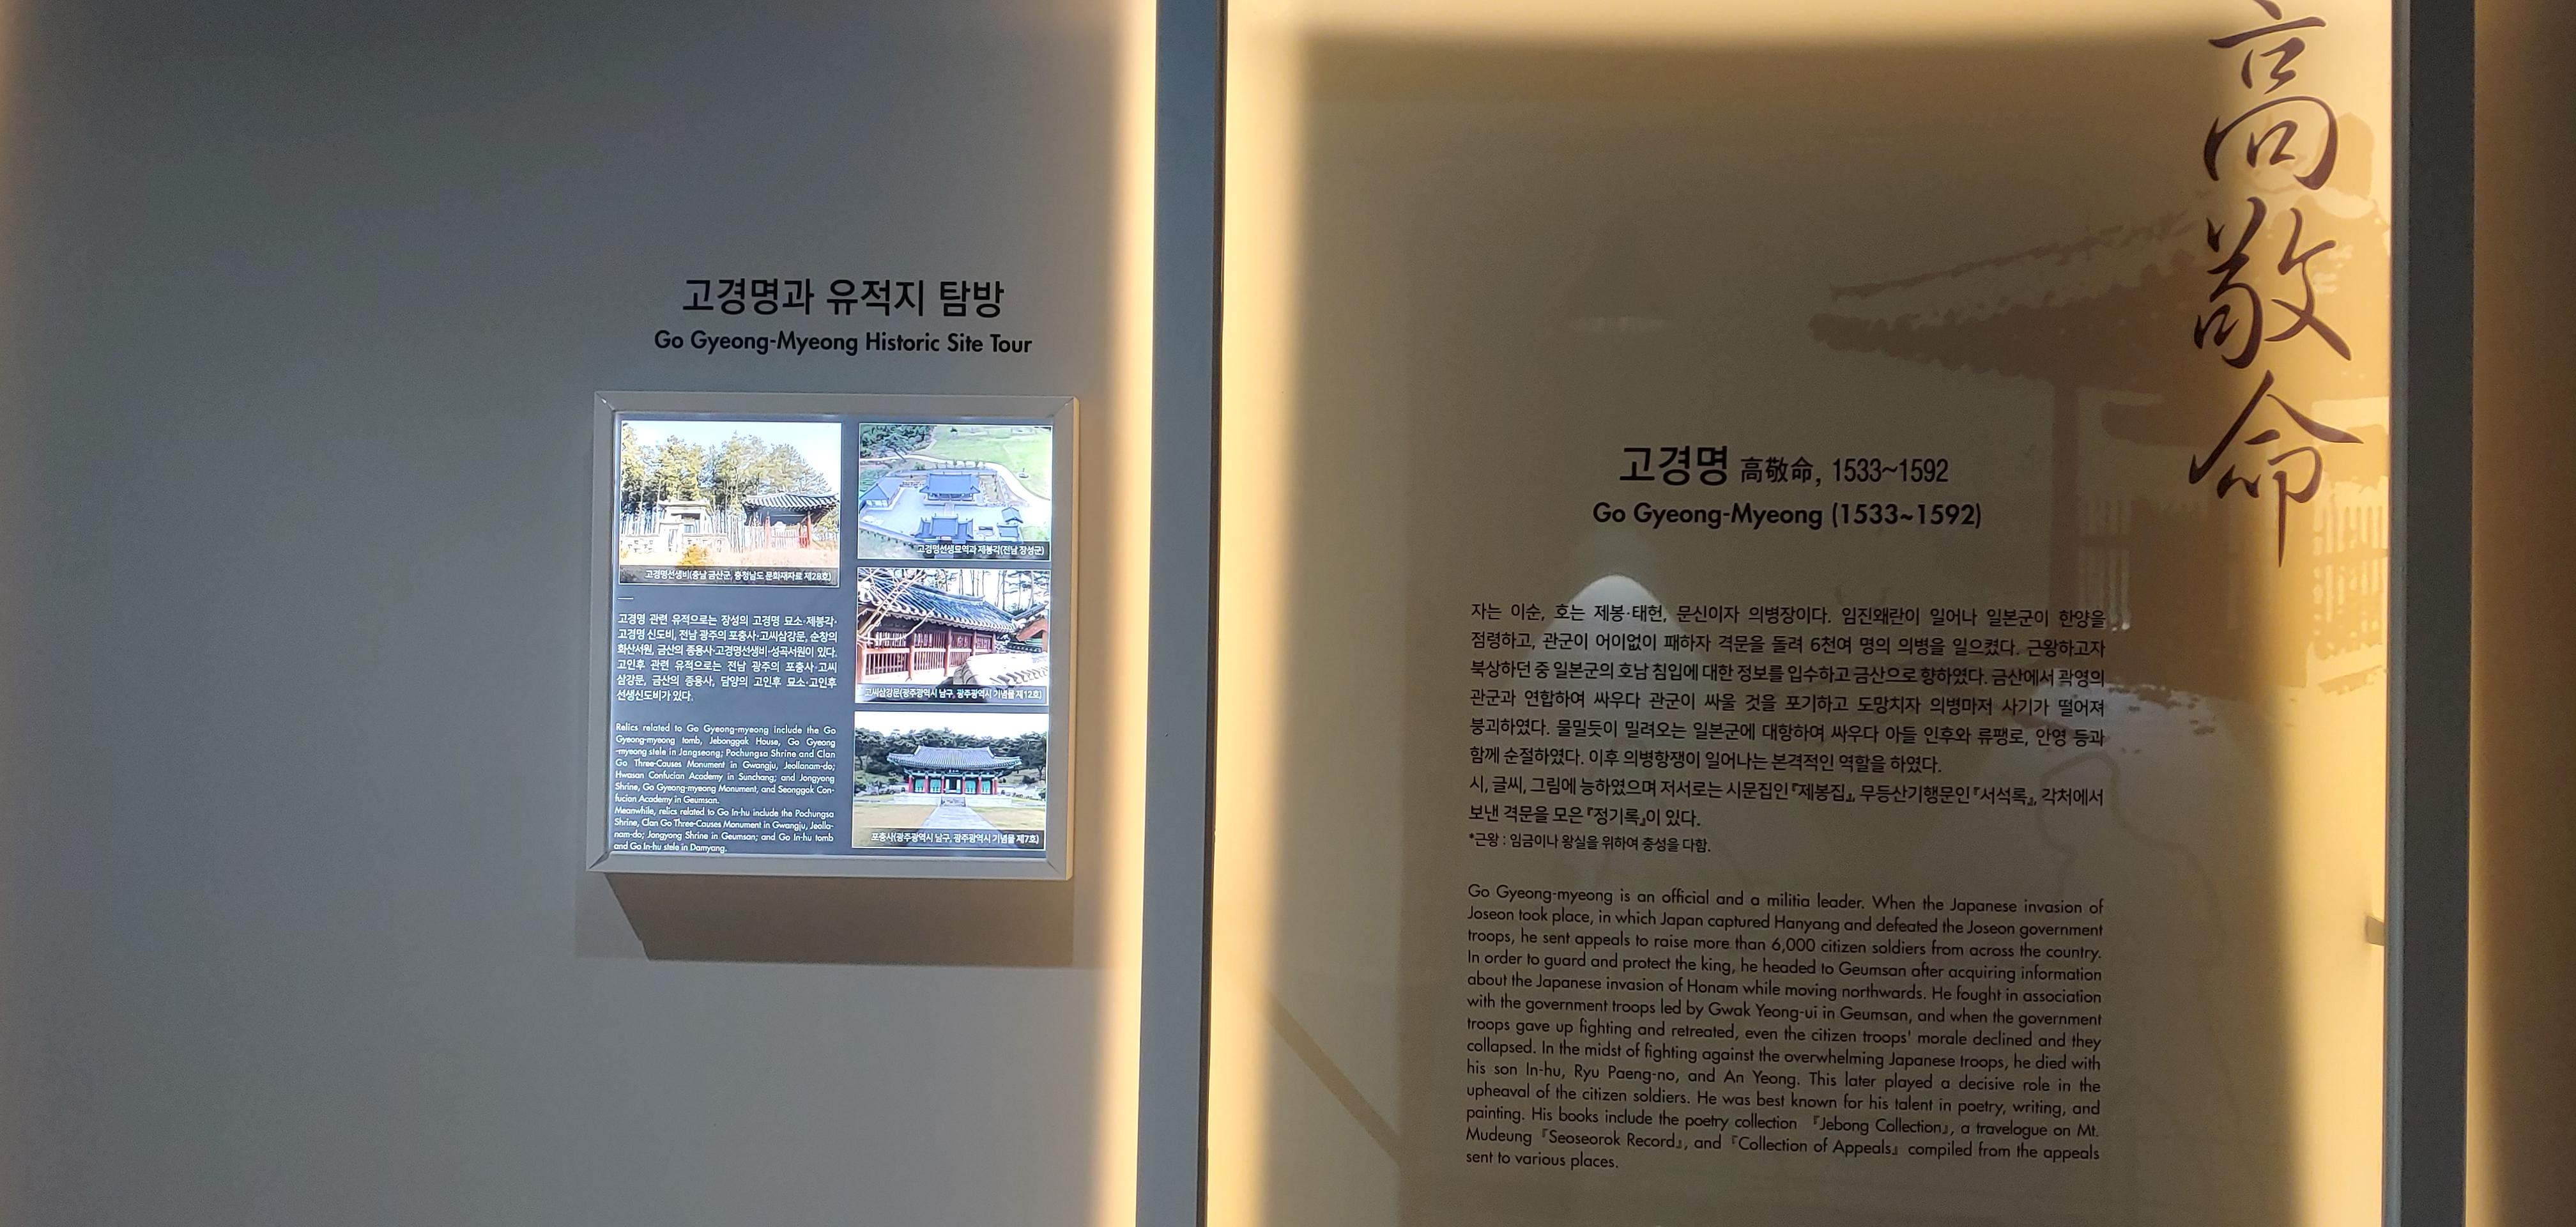 고경명과 유적지 탐방
Go Gyeong-Myeong Historic Site Tour
고경명선생비(충남 금산군, 충청남도 문화재자료 제28호)
고경명 관련 유적으로는 장성의 고경명 묘소·제봉각·
고경명 신도비, 전남 광주의 포충사·고씨삼강문, 순창의
화산서원, 금산의 종용사·고경명선생비·성곡서원이 있다.
고인후 관련 유적으로는 전남 광주의 포충사·고씨
삼강문, 금산의 종용사, 담양의 고인후 묘소·고인후
선생신도비가 있다.
Relics related to Go Gyeong-myeong include the Go
Gyeong-myeong tomb, Jebonggak House, Go Gyeong
-myeong stele in Jangseong; Pochungsa Shrine and Clan
Go Three-Causes Monument in Gwangju, Jeollanam-do;
Hwasan Confucian Academy in Sunchang; and Jongyong
Shrine, Go Gyeong-myeong Monument, and Seonggok Con-
fucian Academy in Geumsan.
Meanwhile, relics related to Go In-hu include the Pochungsa
Shrine, Clan Go Three-Causes Monument in Gwangju, Jeolla-
nam-do; Jongyong Shrine in Geumsan; and Go In-hu tomb
and Go In-hu stele in Damyang.
고경명선생묘역과 제봉각(전남 장성군)
고씨삼강문(광주광역시 남구, 광주광역시 기념물 제12호)
포충사(광주광역시 남구, 광주광역시 기념물 제7호)
高敬命
고경명 高敬命, 1533~1592
Go Gyeong-Myeong (1533~1592)
자는 이순, 호는 제봉·태헌, 문신이자 의병장이다. 임진왜란이 일어나 일본군이 한양을
점령하고, 관군이 어이없이 패하자 격문을 돌려 6천여 명의 의병을 일으켰다. 근왕하고자
북상하던 중 일본군의 호남 침입에 대한 정보를 입수하고 금산으로 향하였다. 금산에서 곽영의
관군과 연합하여 싸우다 관군이 싸울 것을 포기하고 도망치자 의병마저 사기가 떨어져
붕괴하였다. 물밀듯이 밀려오는 일본군에 대항하여 싸우다 아들 인후와 류팽로, 안영 등과
함께 순절하였다. 이후 의병항쟁이 일어나는 본격적인 역할을 하였다.
시, 글씨, 그림에 능하였으며 저서로는 시문집인 『제봉집』, 무등산기행문인 『서석록』, 각처에서
보낸 격문을 모은 『정기록』이 있다.
*근왕 : 임금이나 왕실을 위하여 충성을 다함.
Go Gyeong-myeong is an official and a militia leader. When the Japanese invasion of
Joseon took place, in which Japan captured Hanyang and defeated the Joseon government
troops, he sent appeals to raise more than 6,000 citizen soldiers from across the country.
In order to guard and protect the king, he headed to Geumsan after acquiring information
about the Japanese invasion of Honam while moving northwards. He fought in association
with the government troops led by Gwak Yeong-ui in Geumsan, and when the government
troops gave up fighting and retreated, even the citizen troops' morale declined and they
collapsed. In the midst of fighting against the overwhelming Japanese troops, he died with
his son In-hu, Ryu Paeng-no, and An Yeong. This later played a decisive role in the
upheaval of the citizen soldiers. He was best known for his talent in poetry, writing, and
painting. His books include the poetry collection 『Jebong Collection』, a travelogue on Mt.
Mudeung 『Seoseorok Record』, and 『Collection of Appeals』 compiled from the appeals
sent to various places.